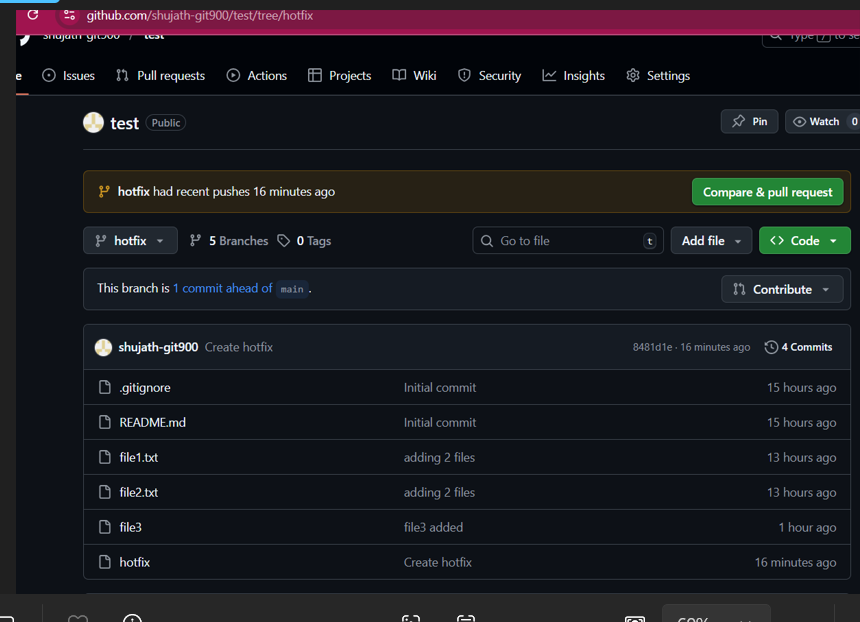 github.com/shujath-git900/test/tree/hotfix
shujath-git900 / test
Type / to se
e Issues Pull requests Actions Projects Wiki Security Insights Settings
test Public Pin Watch 0
hotfix had recent pushes 16 minutes ago Compare & pull request
hotfix 5 Branches 0 Tags Go to file t Add file <> Code
This branch is 1 commit ahead of main . Contribute
shujath-git900 Create hotfix 8481d1e · 16 minutes ago 4 Commits
.gitignore Initial commit 15 hours ago
README.md Initial commit 15 hours ago
file1.txt adding 2 files 13 hours ago
file2.txt adding 2 files 13 hours ago
file3 file3 added 1 hour ago
hotfix Create hotfix 16 minutes ago